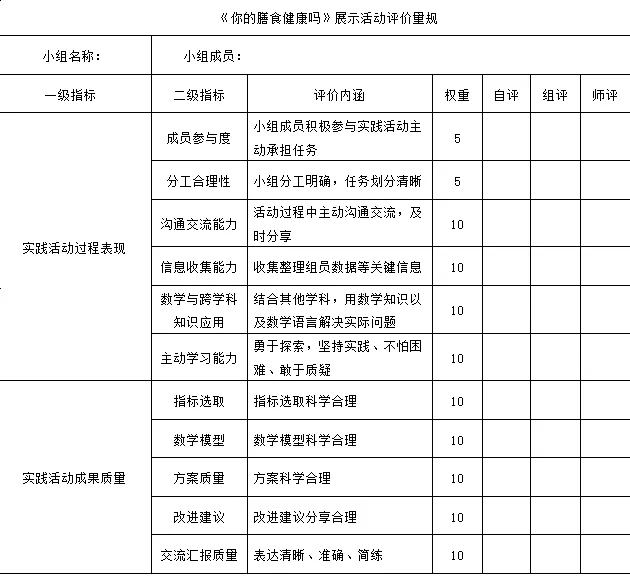 《你的膳食健康吗》展示活动评价量规
小组名称： 小组成员：
一级指标 二级指标 评价内涵 权重 自评 组评 师评
实践活动过程表现
成员参与度 小组成员积极参与实践活动主
动承担任务 5
分工合理性 小组分工明确，任务划分清晰 5
沟通交流能力 活动过程中主动沟通交流，及
时分享 10
信息收集能力 收集整理组员数据等关键信息 10
数学与跨学科
知识应用 结合其他学科，用数学知识以
及数学语言解决实际问题 10
主动学习能力 勇于探索，坚持实践、不怕困
难、敢于质疑 10
实践活动成果质量
指标选取 指标选取科学合理 10
数学模型 数学模型科学合理 10
方案质量 方案科学合理 10
改进建议 改进建议分享合理 10
交流汇报质量 表达清晰、准确、简练 10